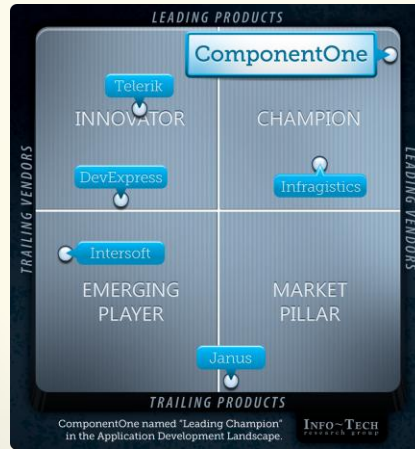 LEADING PRODUCTS
ComponentOne
Telerik
INNOVATOR
CHAMPION
TRAILING VENDORS
LEADING VENDORS
DevExpress
Infragistics
Intersoft
EMERGING
PLAYER
MARKET
PILLAR
Janus
TRAILING PRODUCTS
ComponentOne named "Leading Champion"
in the Application Development Landscape.
INFO~TECH
research group